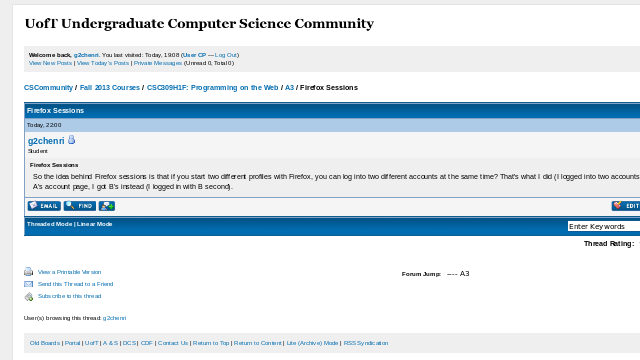 UofT Undergraduate Computer Science Community
Welcome back, g2chenri. You last visited: Today, 19:08 (User CP — Log Out)
View New Posts | View Today's Posts | Private Messages (Unread 0, Total 0)
CSCommunity / Fall 2013 Courses / CSC309H1F: Programming on the Web / A3 / Firefox Sessions
Firefox Sessions
Today, 22:00
g2chenri
Student
Firefox Sessions
So the idea behind Firefox sessions is that if you start two different profiles with Firefox, you can log into two different accounts at the same time? That's what I did (I logged into two accounts
A's account page, I got B's instead (I logged in with B second).
EMAIL FIND EDIT
Threaded Mode | Linear Mode
Enter Keywords
Thread Rating:
View a Printable Version
Send this Thread to a Friend
Subscribe to this thread
Forum Jump: ---- A3
User(s) browsing this thread: g2chenri
Old Boards | Portal | UofT | A & S | DCS | CDF | Contact Us | Return to Top | Return to Content | Lite (Archive) Mode | RSS Syndication